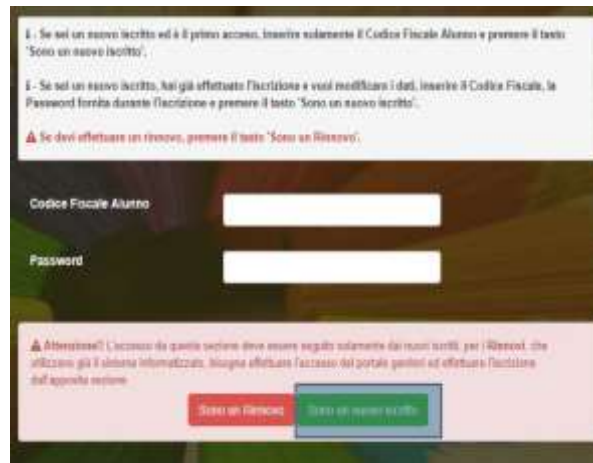 i - Se sei un nuovo iscritto ed è il primo accesso, inserire solamente il Codice Fiscale Alunno e premere il tasto
'Sono un nuovo iscritto'.
i - Se sei un nuovo iscritto, hai già effettuato l'iscrizione e vuoi modificare i dati, inserire il Codice Fiscale, la
Password fornita durante l'iscrizione e premere il tasto 'Sono un nuovo iscritto'.
Se devi effettuare un rinnovo, premere il tasto 'Sono un Rinnovo'.
Codice Fiscale Alunno
Password
Attenzione!! L'accesso da questa sezione deve essere seguito solamente dai nuovi iscritti, per i Rinnovi, che
utilizzano già il sistema informatizzato, bisogna effettuare l'accesso dal portale genitori ed effettuare l'iscrizione
dall'apposita sezione
Sono un Rinnovo
Sono un nuovo iscritto